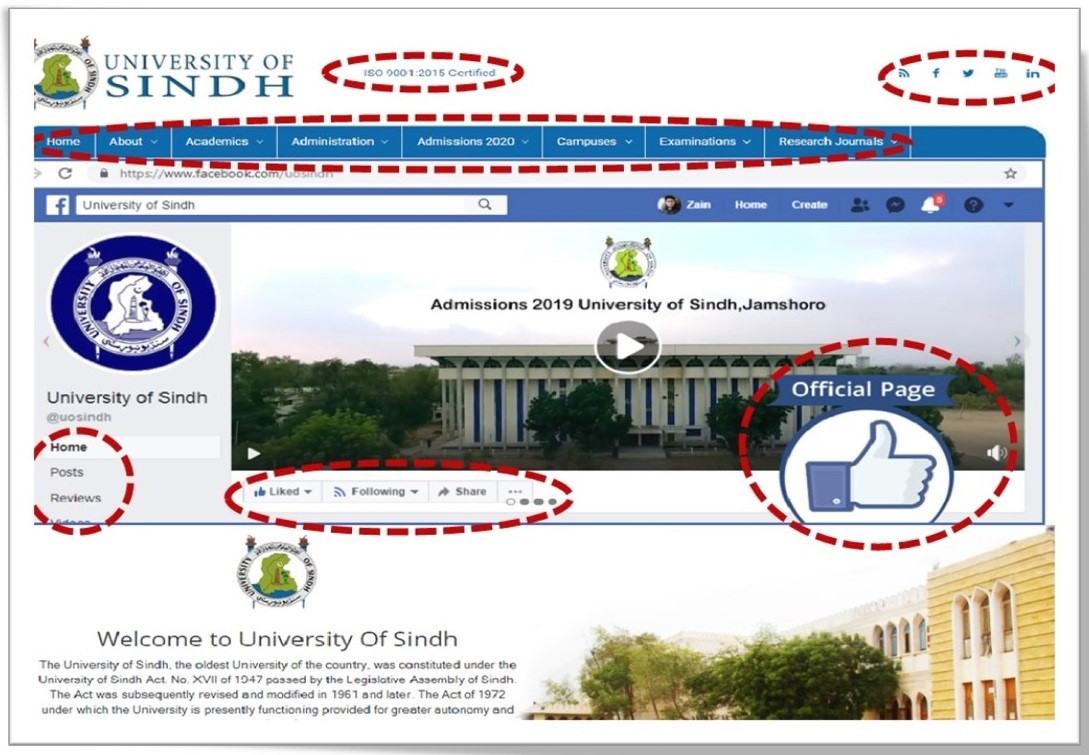 UNIVERSITY OF
SINDH
ISO 9001:2015 Certified
Home About Academics Administration Admissions 2020 Campuses Examinations Research Journals
https://www.facebook.com/uosindh
University of Sindh Zain Home Create 5
Admissions 2019 University of Sindh,Jamshoro
UNIVERSITY OF SINDH
University of Sindh
@uosindh
Official Page
Home
Posts
Reviews
Videos
Liked Following Share
Welcome to University Of Sindh
The University of Sindh, the oldest University of the country, was constituted under the
University of Sindh Act. No. XVII of 1947 passed by the Legislative Assembly of Sindh.
The Act was subsequently revised and modified in 1961 and later. The Act of 1972
under which the University is presently functioning provided for greater autonomy and